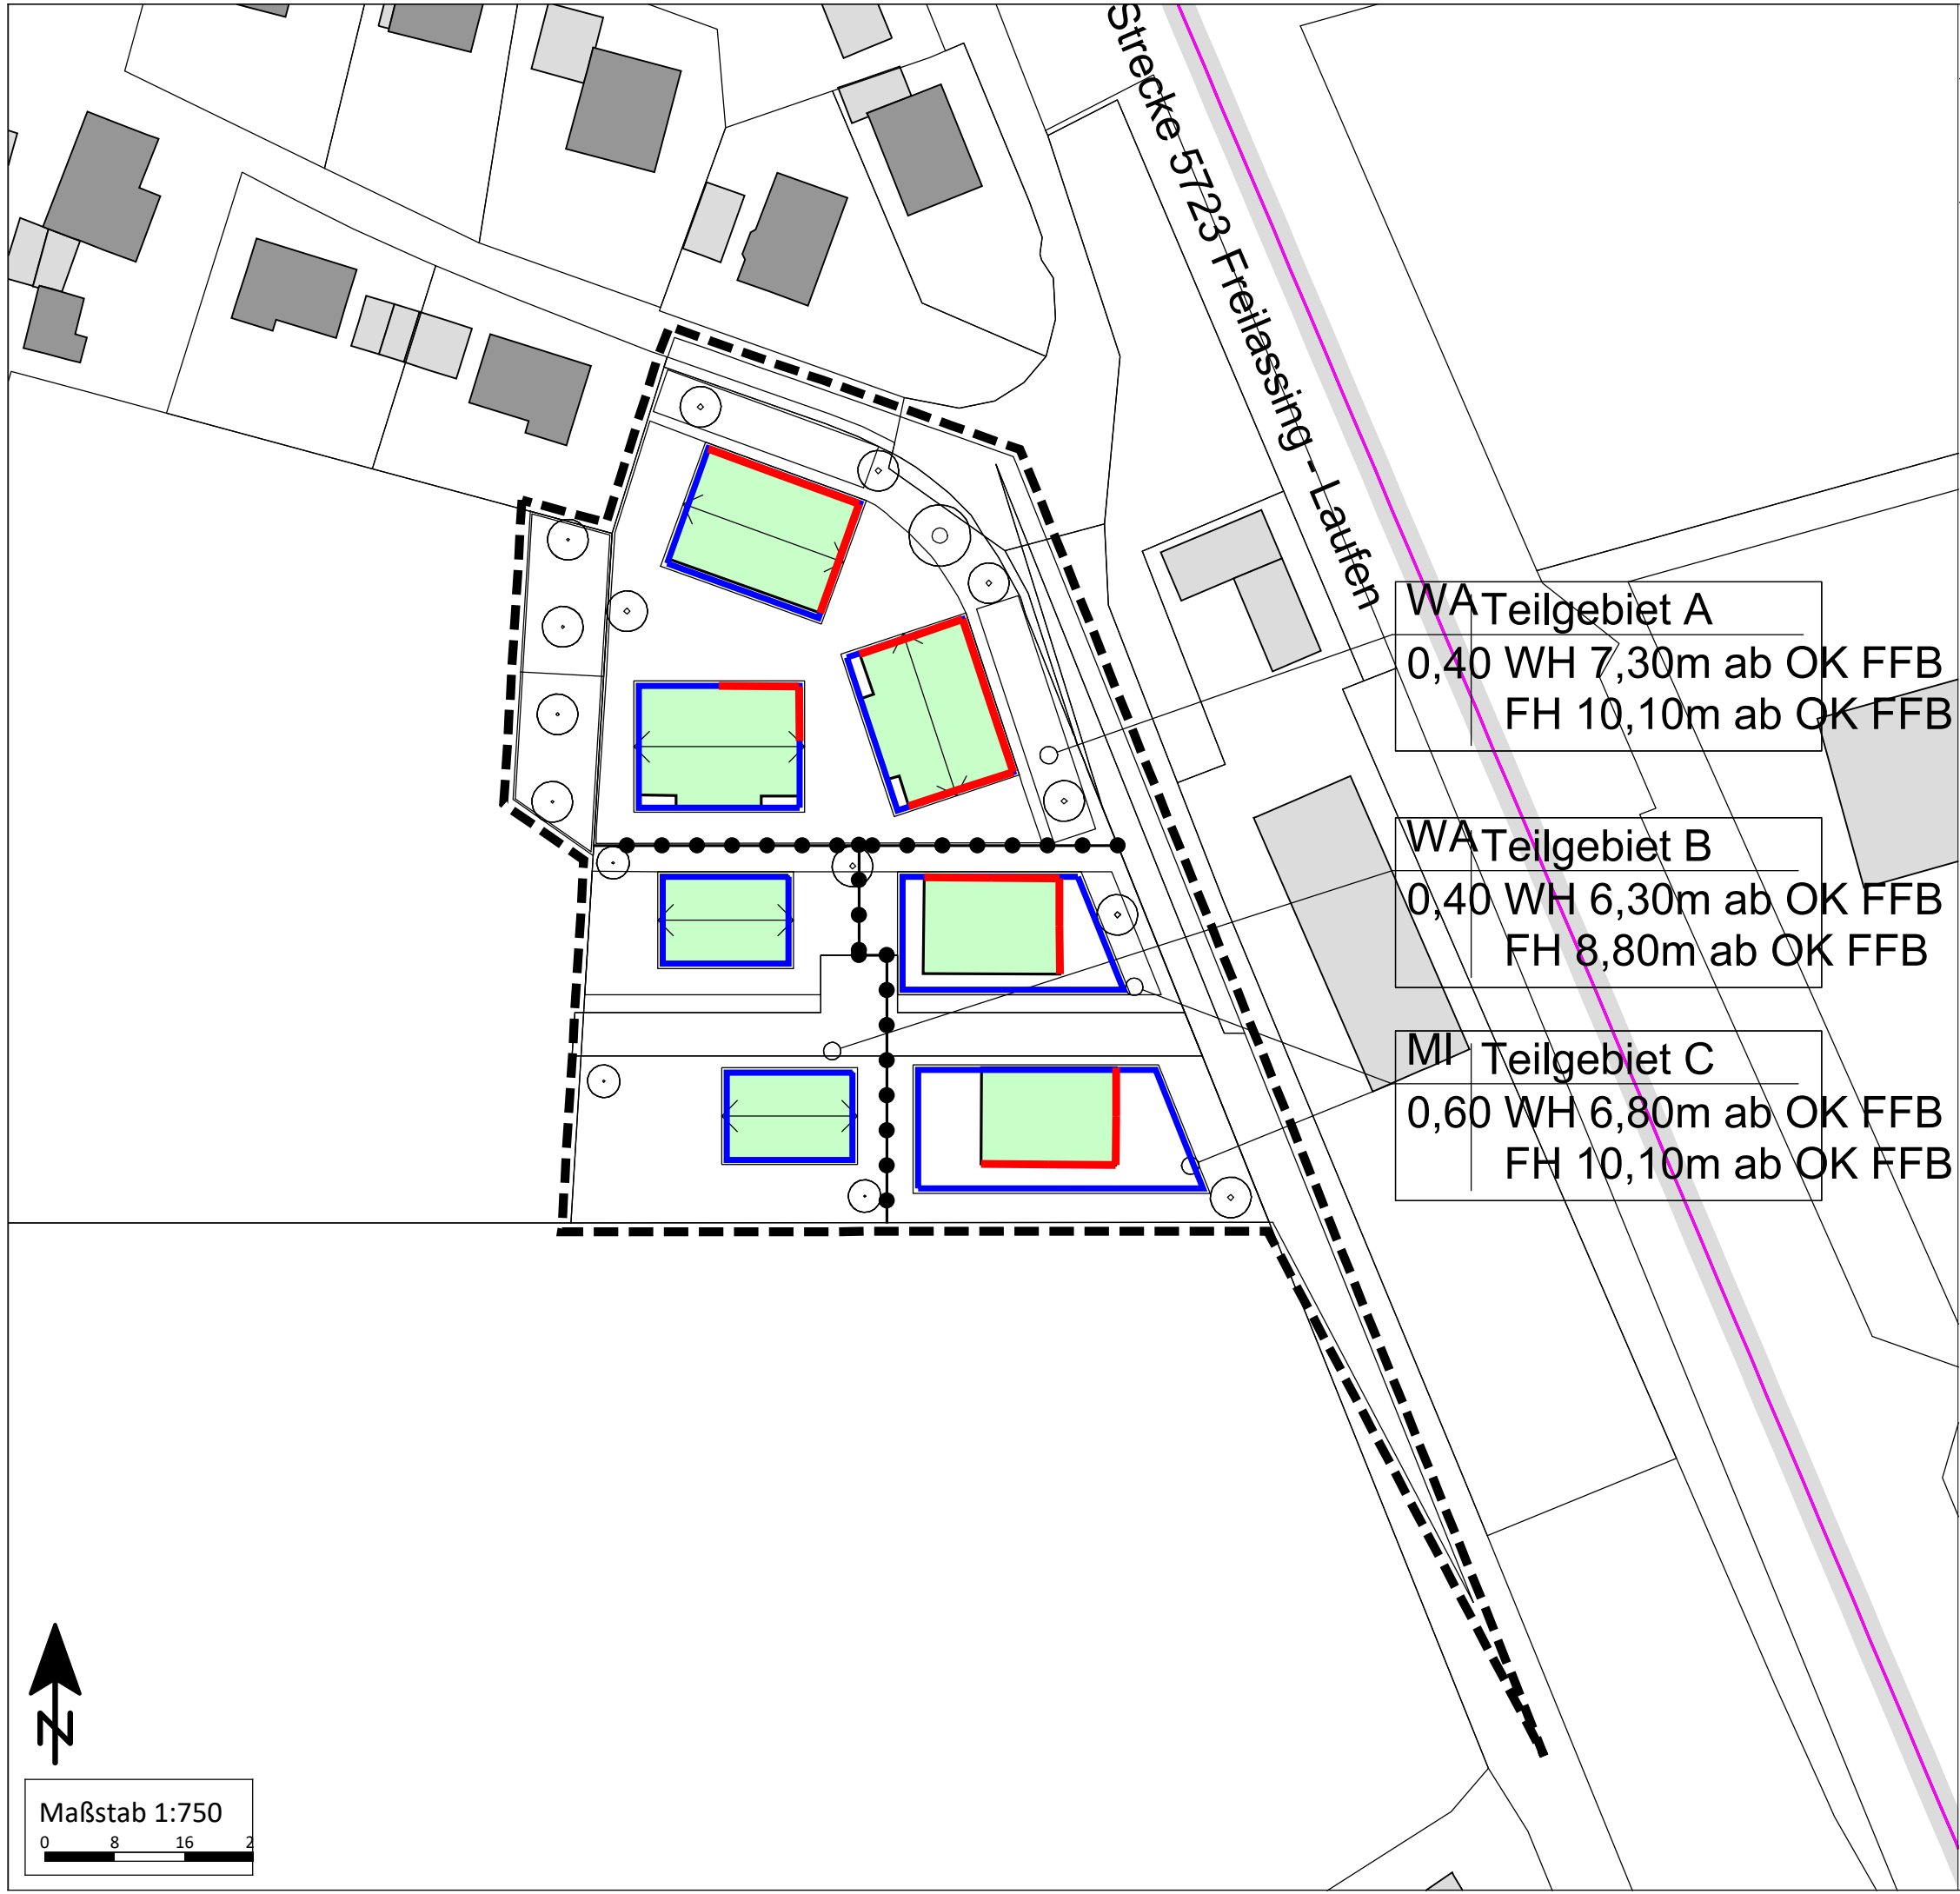 Strecke 5723 Freilassing - Laufen
WA Teilgebiet A
0,40 WH 7,30m ab OK FFB
FH 10,10m ab OK FFB
WA Teilgebiet B
0,40 WH 6,30m ab OK FFB
FH 8,80m ab OK FFB
MI Teilgebiet C
0,60 WH 6,80m ab OK FFB
FH 10,10m ab OK FFB
N
Maßstab 1:750
0 8 16 2